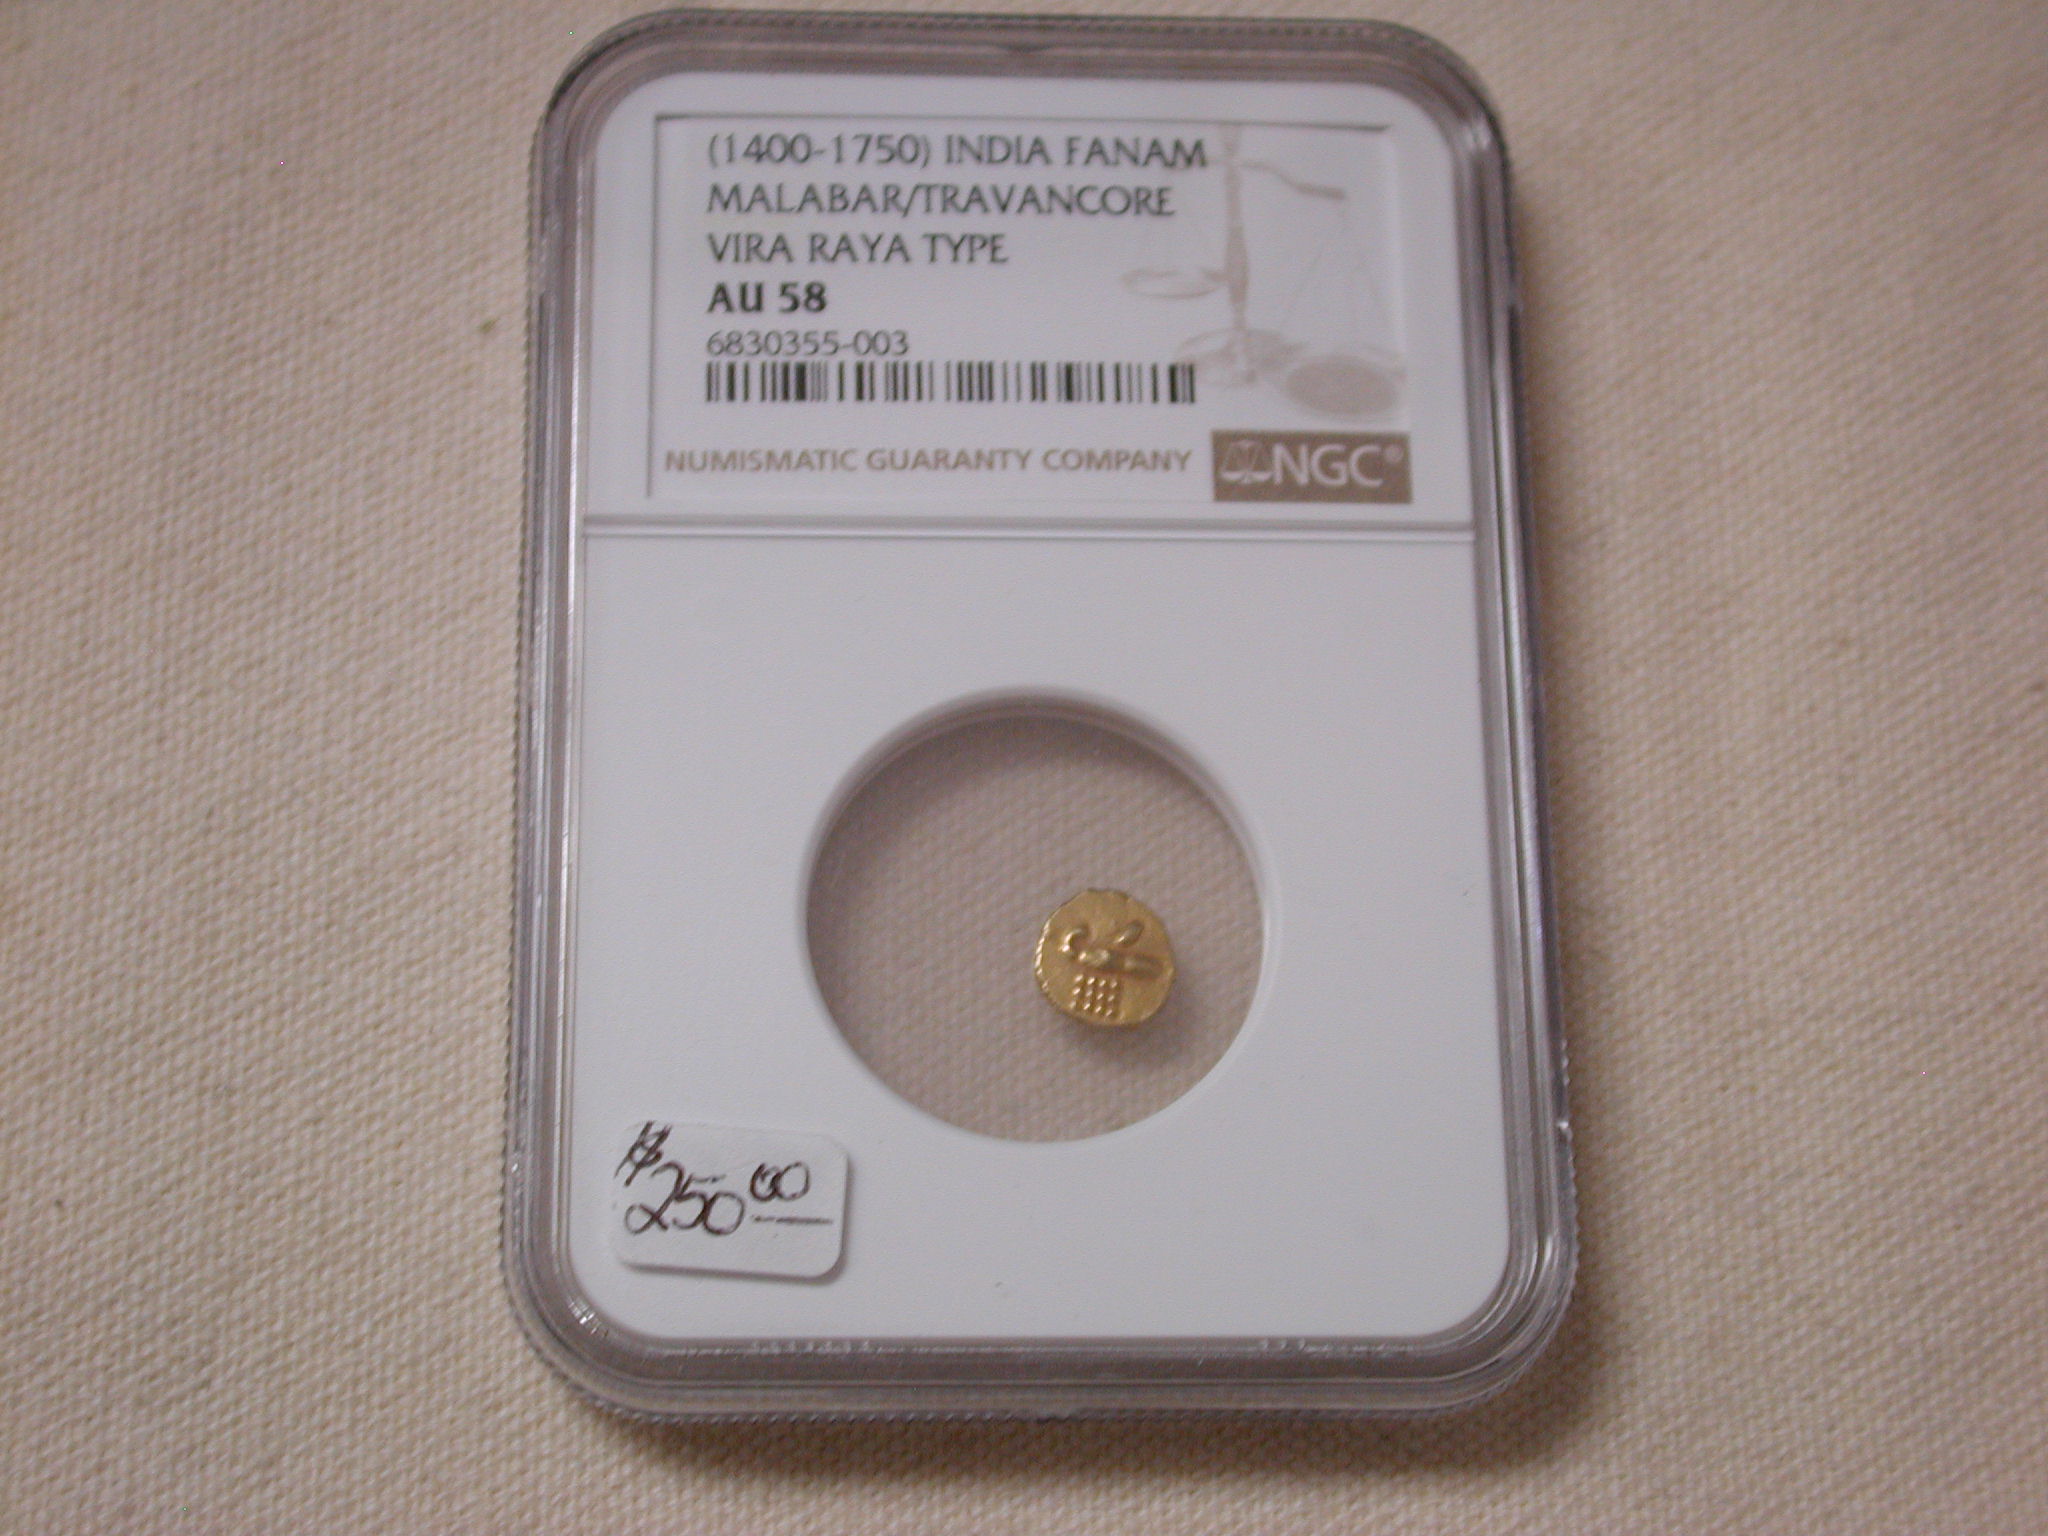 (1400-1750) INDIA FANAM
MALABAR/TRAVANCORE
VIRA RAYA TYPE
AU 58
6830355-003
NUMISMATIC GUARANTY COMPANY NGC®
$250.00